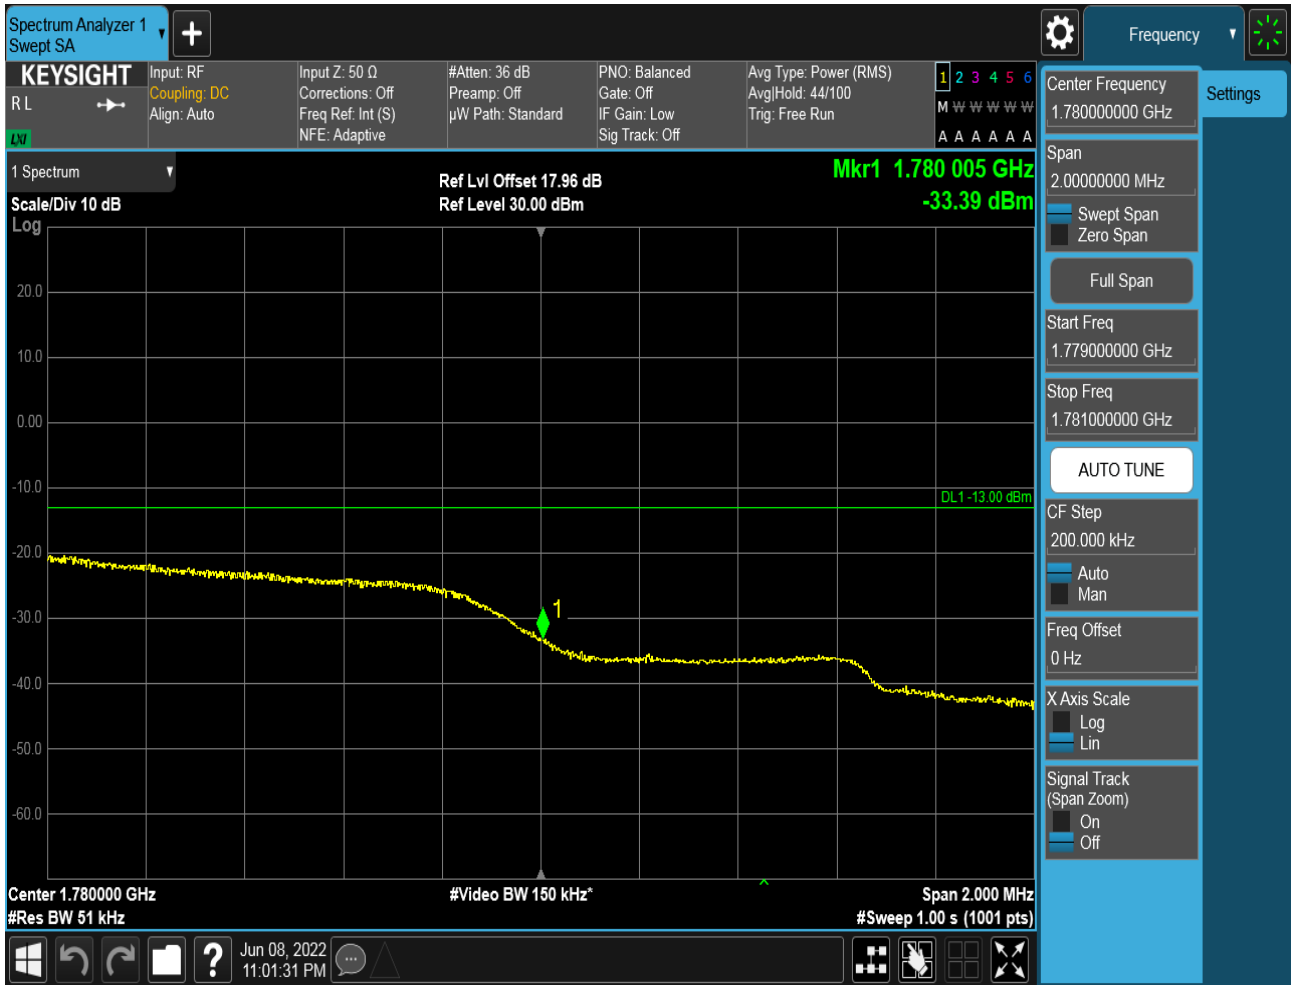 Spectrum Analyzer 1
Swept SA
Frequency
KEYSIGHT
R L
LXI
Input: RF
Coupling: DC
Align: Auto
Input Z: 50 Ω
Corrections: Off
Freq Ref: Int (S)
NFE: Adaptive
#Atten: 36 dB
Preamp: Off
µW Path: Standard
PNO: Balanced
Gate: Off
IF Gain: Low
Sig Track: Off
Avg Type: Power (RMS)
Avg|Hold: 44/100
Trig: Free Run
1 2 3 4 5 6
M W W W W W
A A A A A A
1 Spectrum
Scale/Div 10 dB
Log
Ref Lvl Offset 17.96 dB
Ref Level 30.00 dBm
Mkr1 1.780 005 GHz
-33.39 dBm
20.0
10.0
0.00
-10.0
DL1 -13.00 dBm
-20.0
1
-30.0
-40.0
-50.0
-60.0
Center 1.780000 GHz
#Video BW 150 kHz*
Span 2.000 MHz
#Res BW 51 kHz
#Sweep 1.00 s (1001 pts)
?
Jun 08, 2022
11:01:31 PM
Center Frequency
1.780000000 GHz
Settings
Span
2.00000000 MHz
Swept Span
Zero Span
Full Span
Start Freq
1.779000000 GHz
Stop Freq
1.781000000 GHz
AUTO TUNE
CF Step
200.000 kHz
Auto
Man
Freq Offset
0 Hz
X Axis Scale
Log
Lin
Signal Track
(Span Zoom)
On
Off